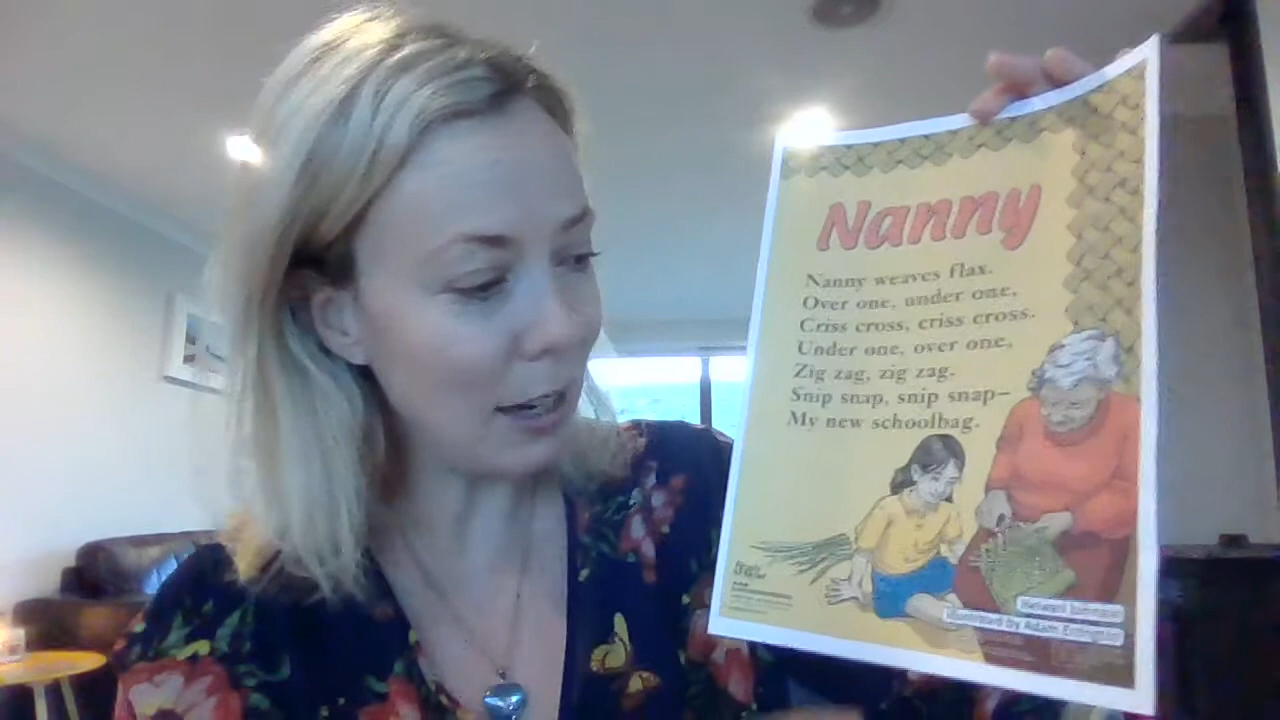 Nanny
Nanny weaves flax.
Over one, under one,
Criss cross, criss cross.
Under one, over one,
Zig zag, zig zag.
Snip snap, snip snap–
My new schoolbag.
Illustrated by Adam